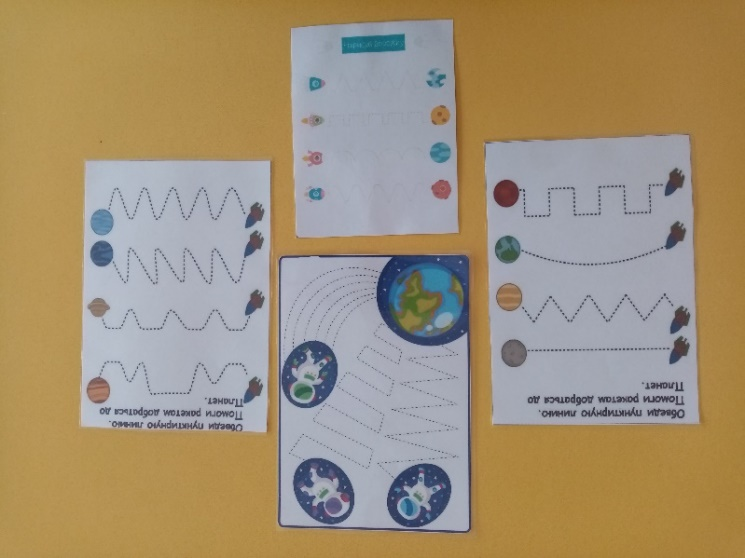 Обведи пунктирную линию.
Помоги ракетам добраться до
Планет.
Обведи пунктирную линию.
Помоги ракетам добраться до
Планет.